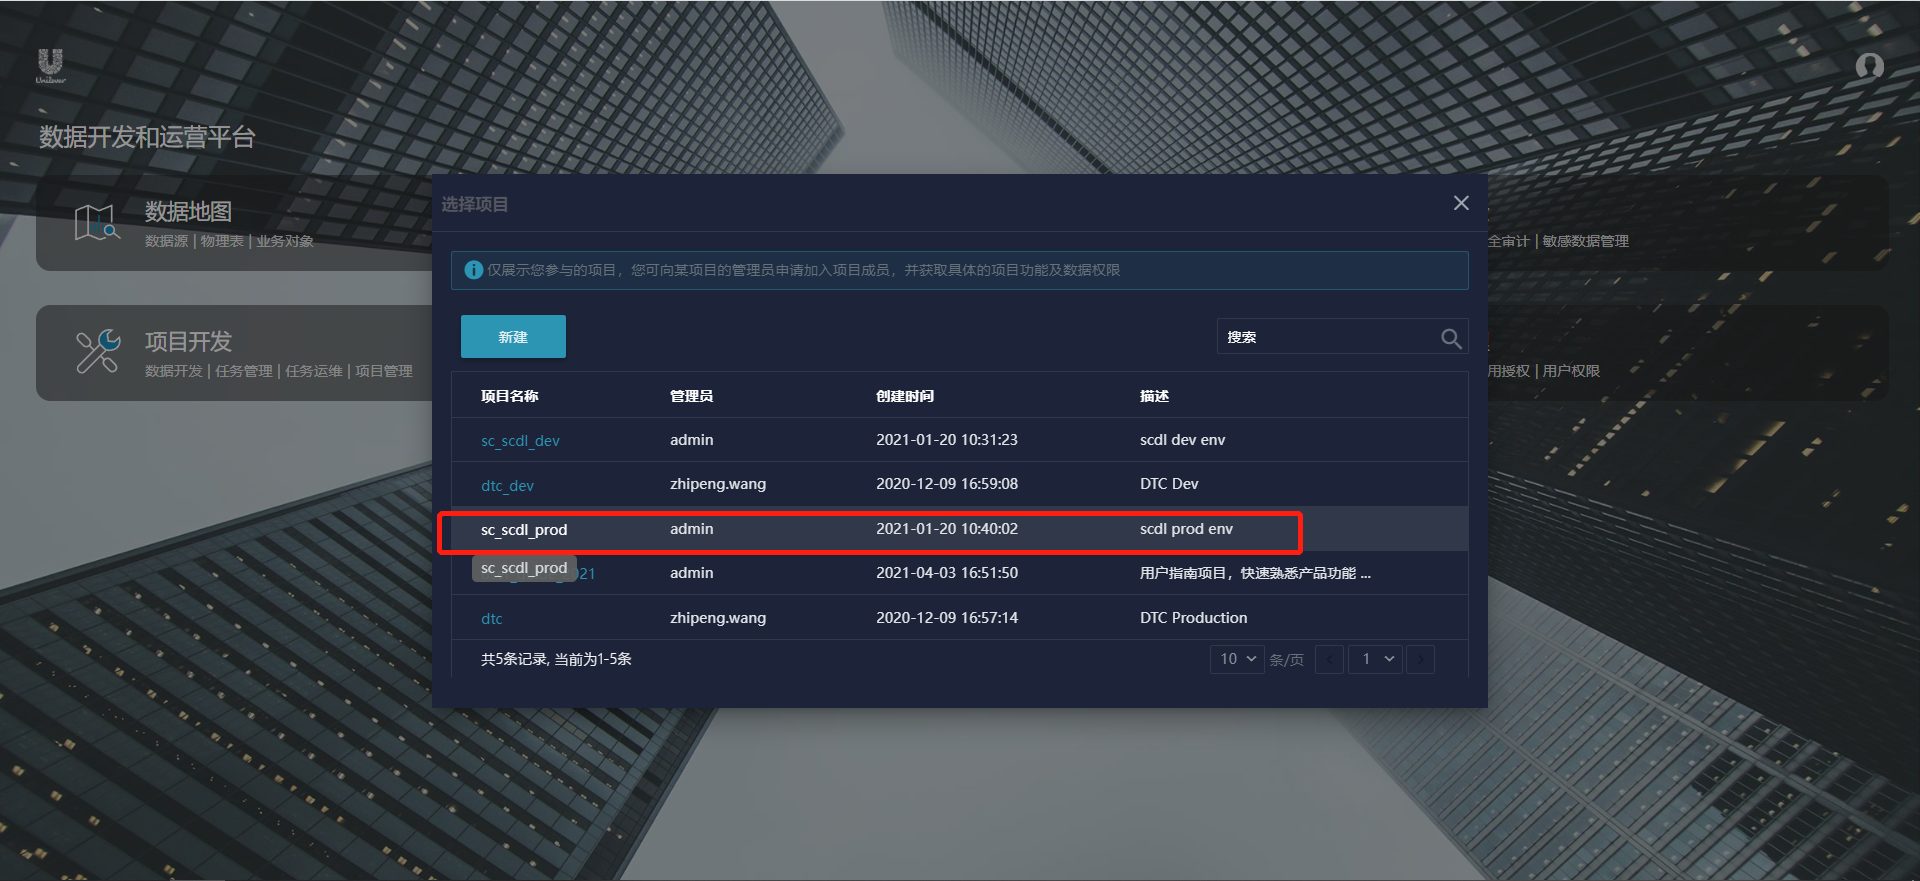 Unilever
数据开发和运营平台
数据地图
数据源 | 物理表 | 业务对象
项目开发
数据开发 | 任务管理 | 任务运维 | 项目管理
全审计 | 敏感数据管理
用授权 | 用户权限
选择项目
仅展示您参与的项目，您可向某项目的管理员申请加入项目成员，并获取具体的项目功能及数据权限
新建
搜索
项目名称 管理员 创建时间 描述
sc_scdl_dev admin 2021-01-20 10:31:23 scdl dev env
dtc_dev zhipeng.wang 2020-12-09 16:59:08 DTC Dev
sc_scdl_prod admin 2021-01-20 10:40:02 scdl prod env
sc_scdl_prod
21 admin 2021-04-03 16:51:50 用户指南项目，快速熟悉产品功能 ...
dtc zhipeng.wang 2020-12-09 16:57:14 DTC Production
共5条记录, 当前为1-5条 10 条/页 < 1 >